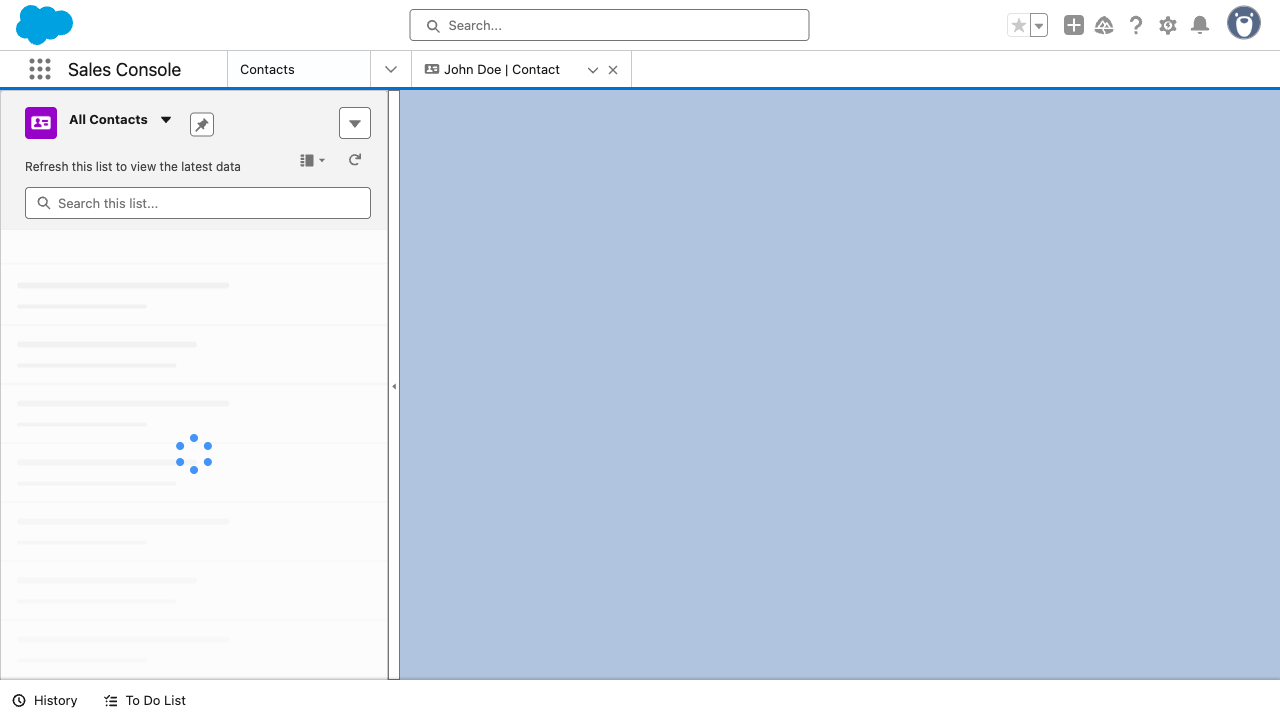 Search...
Sales Console
Contacts
John Doe | Contact
All Contacts
Refresh this list to view the latest data
Search this list...
History
To Do List